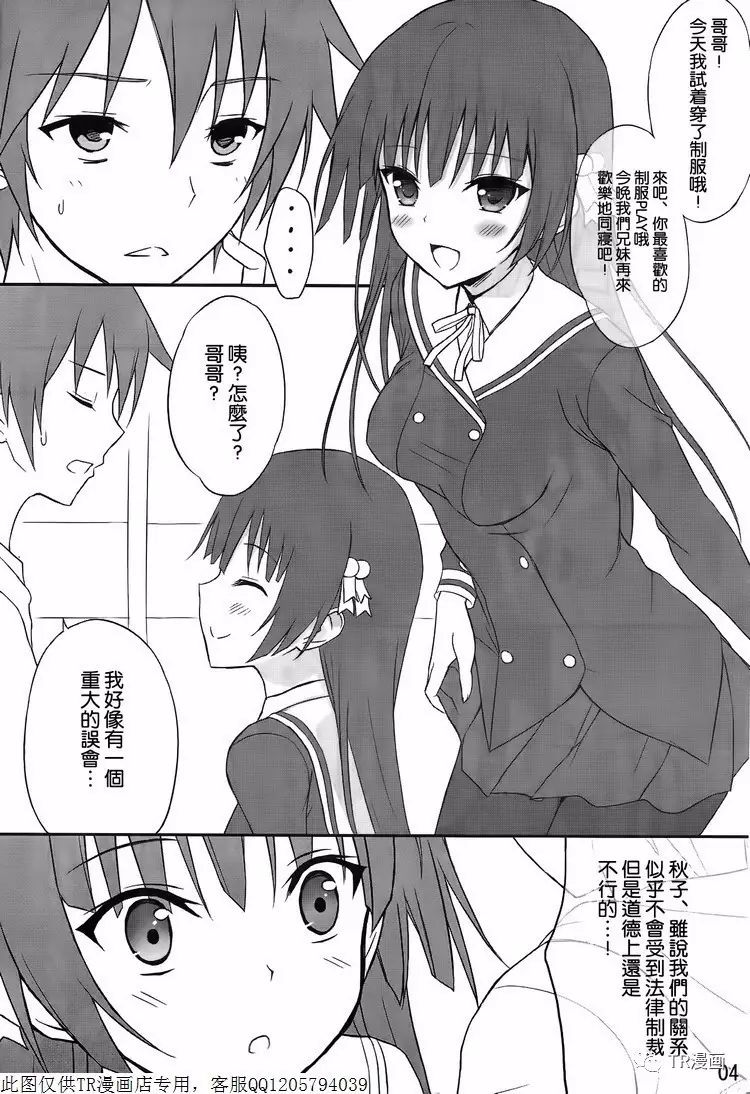 哥哥！
今天我試着穿了制服哦！
來吧、你最喜歡的
制服PLAY哦
今晚我們兄妹再來
歡樂地同寢吧！
....
咦？怎麼了？
哥哥？
我好像有一個
重大的誤會…
秋子、雖說我們的關系
似乎不會受到法律制裁
但是道德上還是
不行的…！
TR漫画
04
此图仅供TR漫画店专用，客服QQ1205794039